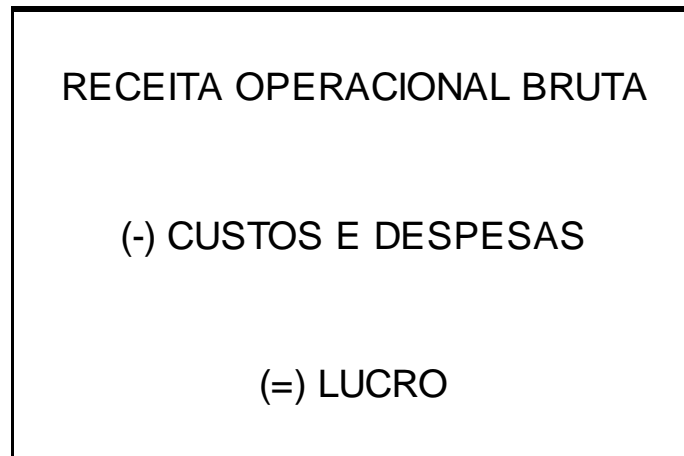 RECEITA OPERACIONAL BRUTA
(-) CUSTOS E DESPESAS
(=) LUCRO